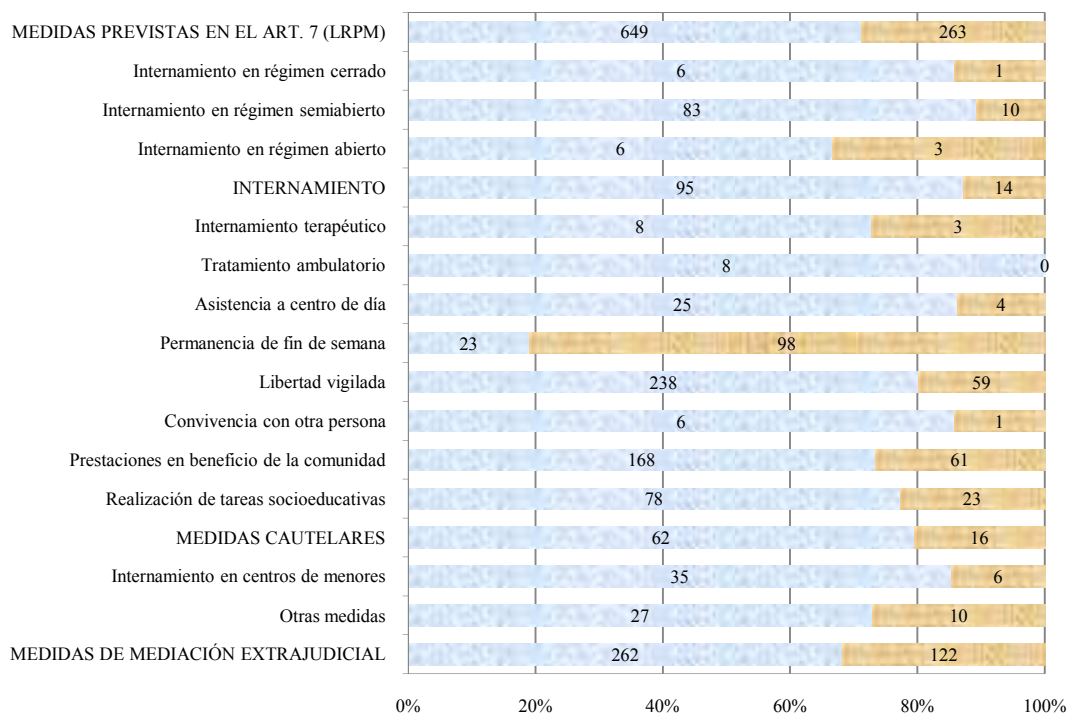 MEDIDAS PREVISTAS EN EL ART. 7 (LRPM) 649 263
Internamiento en régimen cerrado 6 1
Internamiento en régimen semiabierto 83 10
Internamiento en régimen abierto 6 3
INTERNAMIENTO 95 14
Internamiento terapéutico 8 3
Tratamiento ambulatorio 8 0
Asistencia a centro de día 25 4
Permanencia de fin de semana 23 98
Libertad vigilada 238 59
Convivencia con otra persona 6 1
Prestaciones en beneficio de la comunidad 168 61
Realización de tareas socioeducativas 78 23
MEDIDAS CAUTELARES 62 16
Internamiento en centros de menores 35 6
Otras medidas 27 10
MEDIDAS DE MEDIACIÓN EXTRAJUDICIAL 262 122
0% 20% 40% 60% 80% 100%